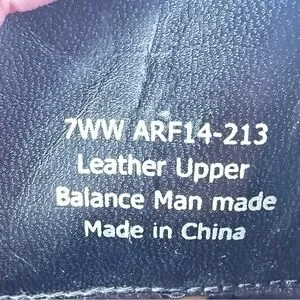 7WW ARF14-213
Leather Upper
Balance Man made
Made in China